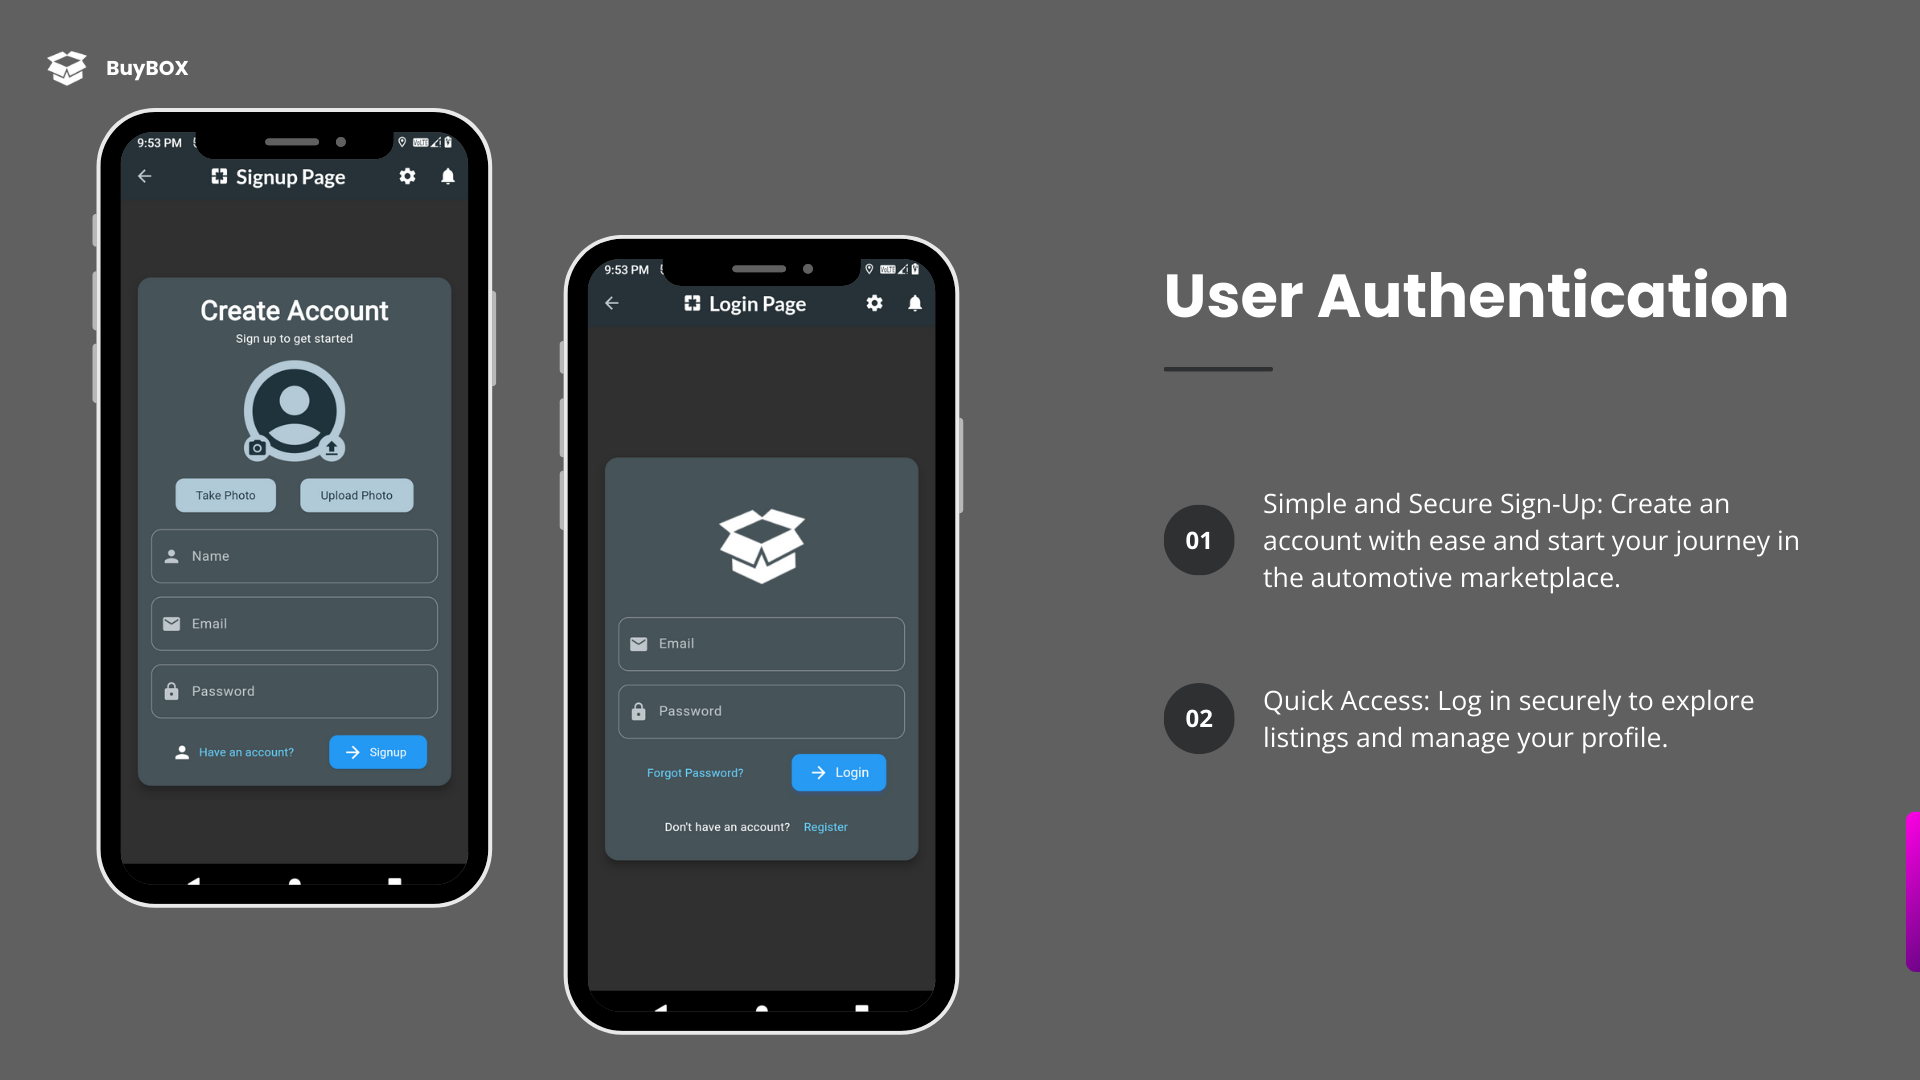 BuyBOX
9:53 PM
Signup Page
Create Account
Sign up to get started
Take Photo
Upload Photo
Name
Email
Password
Have an account?
Signup
9:53 PM
Login Page
Email
Password
Forgot Password?
Login
Don't have an account? Register
User Authentication
01
Simple and Secure Sign-Up: Create an
account with ease and start your journey in
the automotive marketplace.
02
Quick Access: Log in securely to explore
listings and manage your profile.